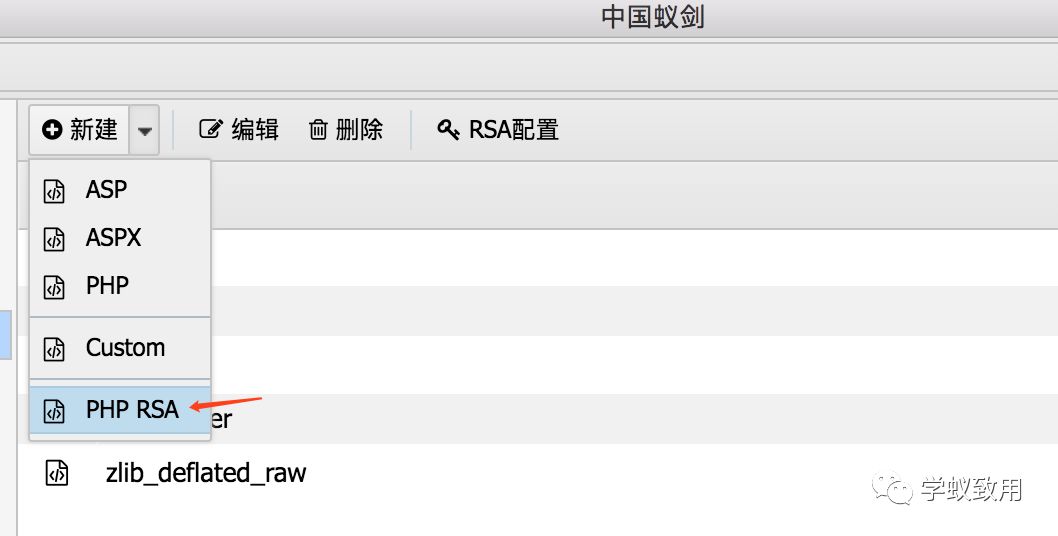 中国蚁剑
新建 编辑 删除 RSA配置
ASP
ASPX
PHP
Custom
PHP RSA
er
zlib_deflated_raw
学蚁致用